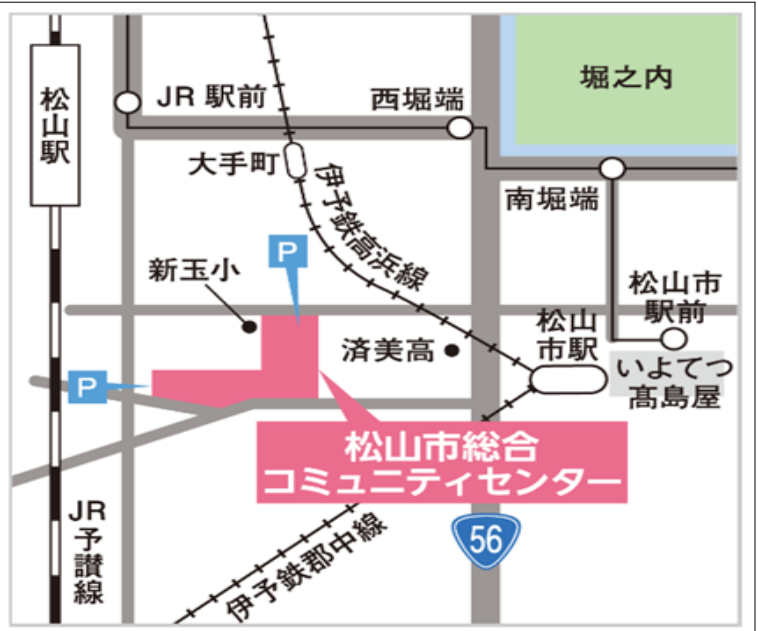 堀之内
JR 駅前
西堀端
松山駅
大手町
南堀端
伊予鉄高浜線
P
新玉小
松山市
駅前
松山
市駅
済美高
いよてつ
髙島屋
P
松山市総合
コミュニティセンター
JR
予讃線
56
伊予鉄郡中線